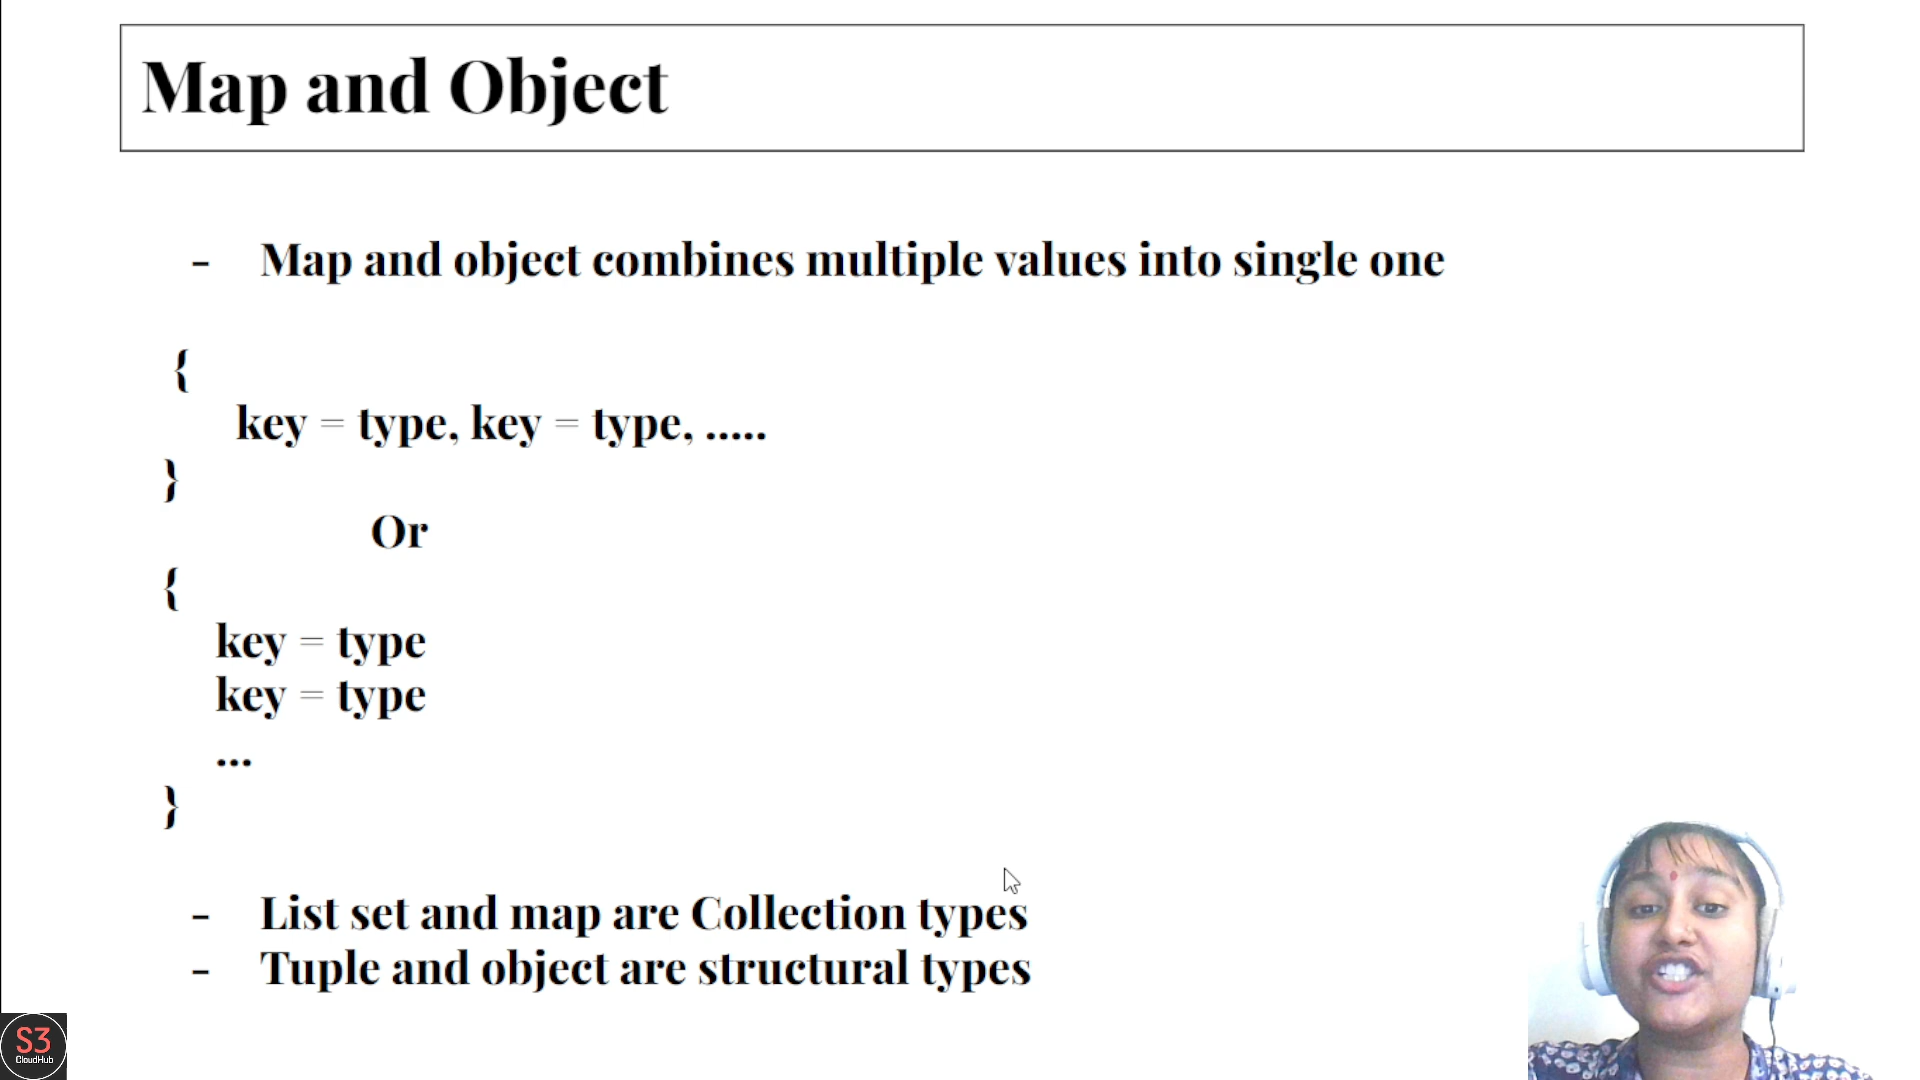 Map and Object
- Map and object combines multiple values into single one
{
key = type, key = type, .....
}
Or
{
key = type
key = type
...
}
- List set and map are Collection types
- Tuple and object are structural types
S3
CloudHub